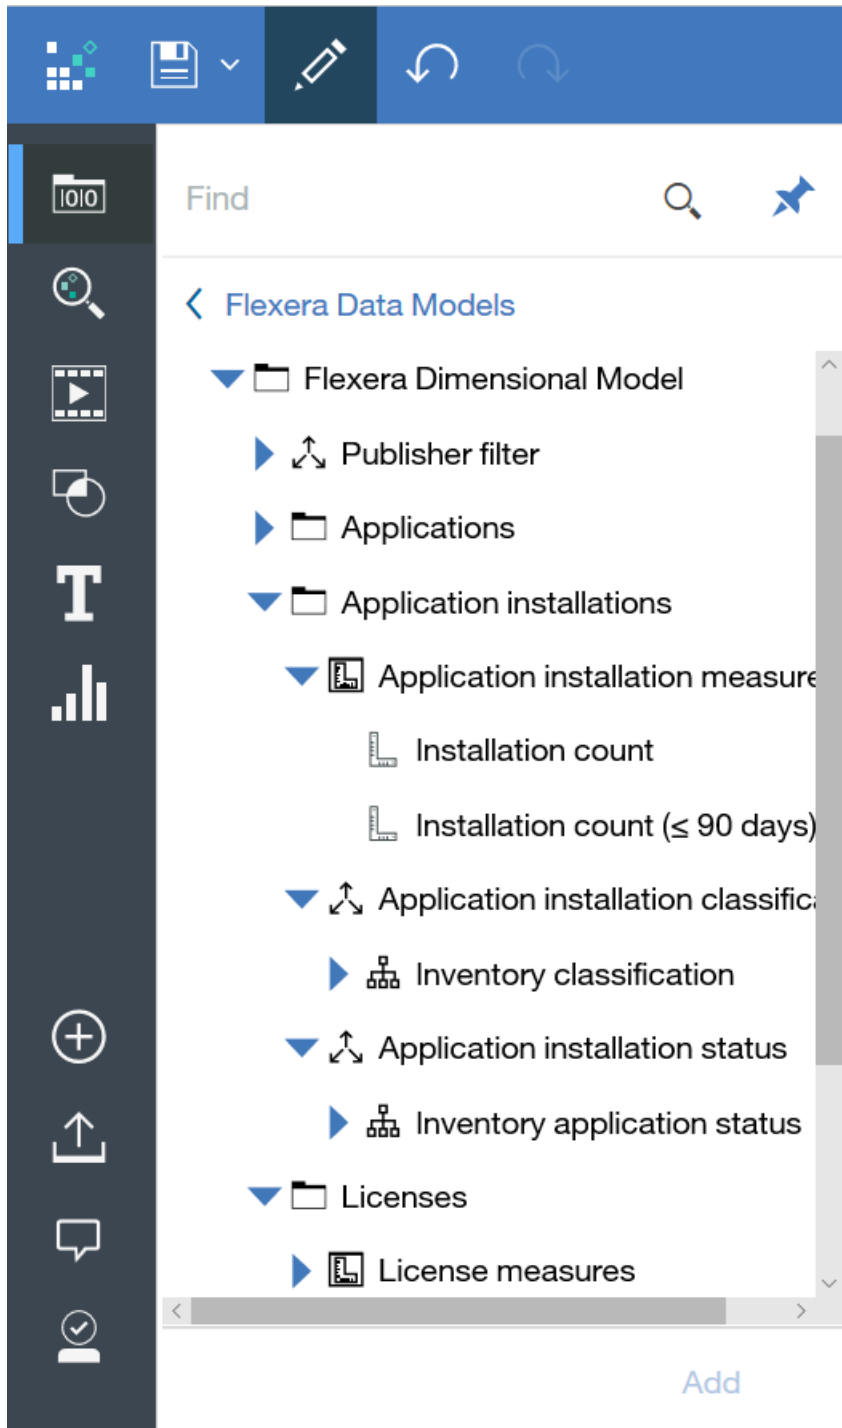 Find
Flexera Data Models
Flexera Dimensional Model
Publisher filter
Applications
Application installations
Application installation measure
Installation count
Installation count (≤ 90 days)
Application installation classific
Inventory classification
Application installation status
Inventory application status
Licenses
License measures
Add